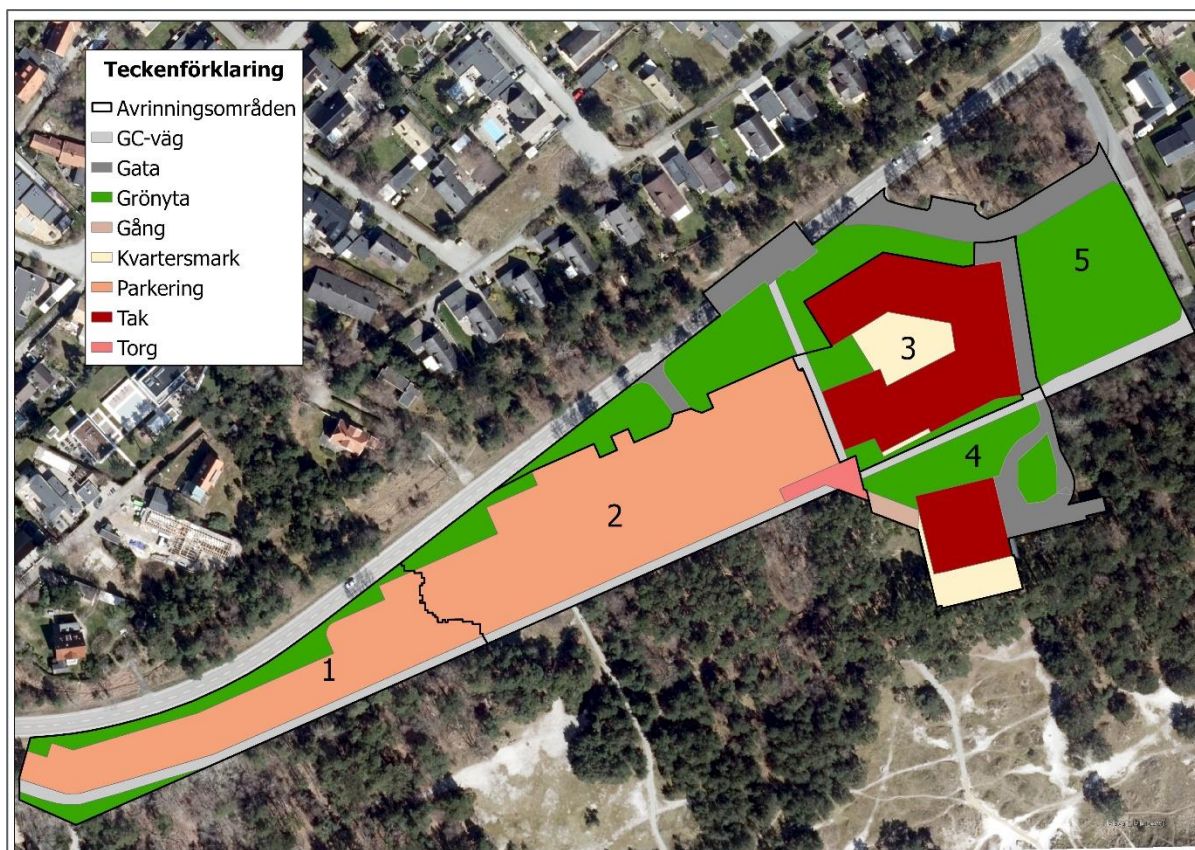 Teckenförklaring
Avrinningsområden
GC-väg
Gata
Grönyta
Gång
Kvartersmark
Parkering
Tak
Torg
5
3
4
2
1